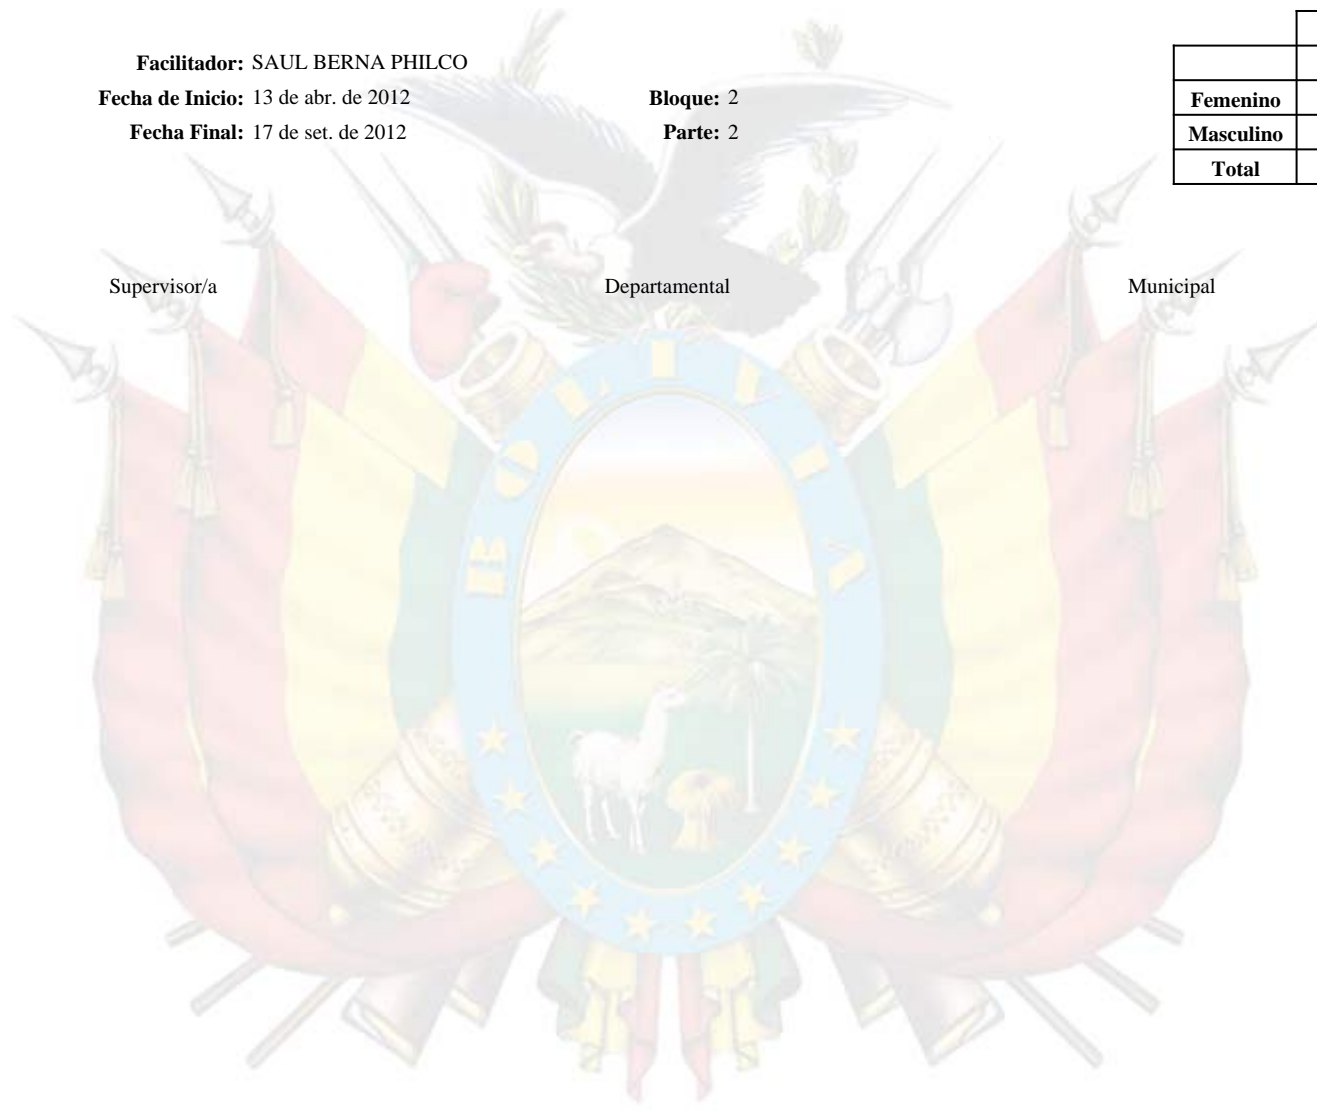 Facilitador: SAUL BERNA PHILCO
Fecha de Inicio: 13 de abr. de 2012 Bloque: 2
Fecha Final: 17 de set. de 2012 Parte: 2
Femenino
Masculino
Total
Supervisor/a Departamental Municipal
BOLIVIA